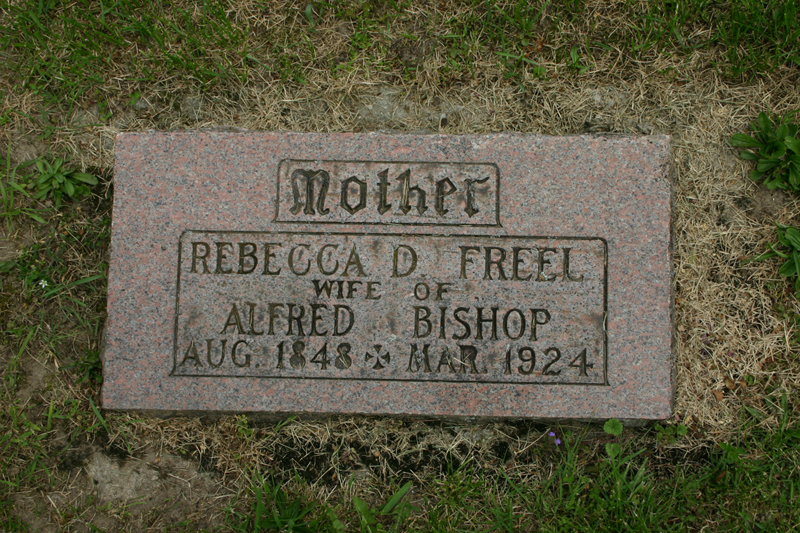 Mother
REBECCA D. FREEL
WIFE OF
ALFRED BISHOP
AUG. 1848 ✠ MAR. 1924